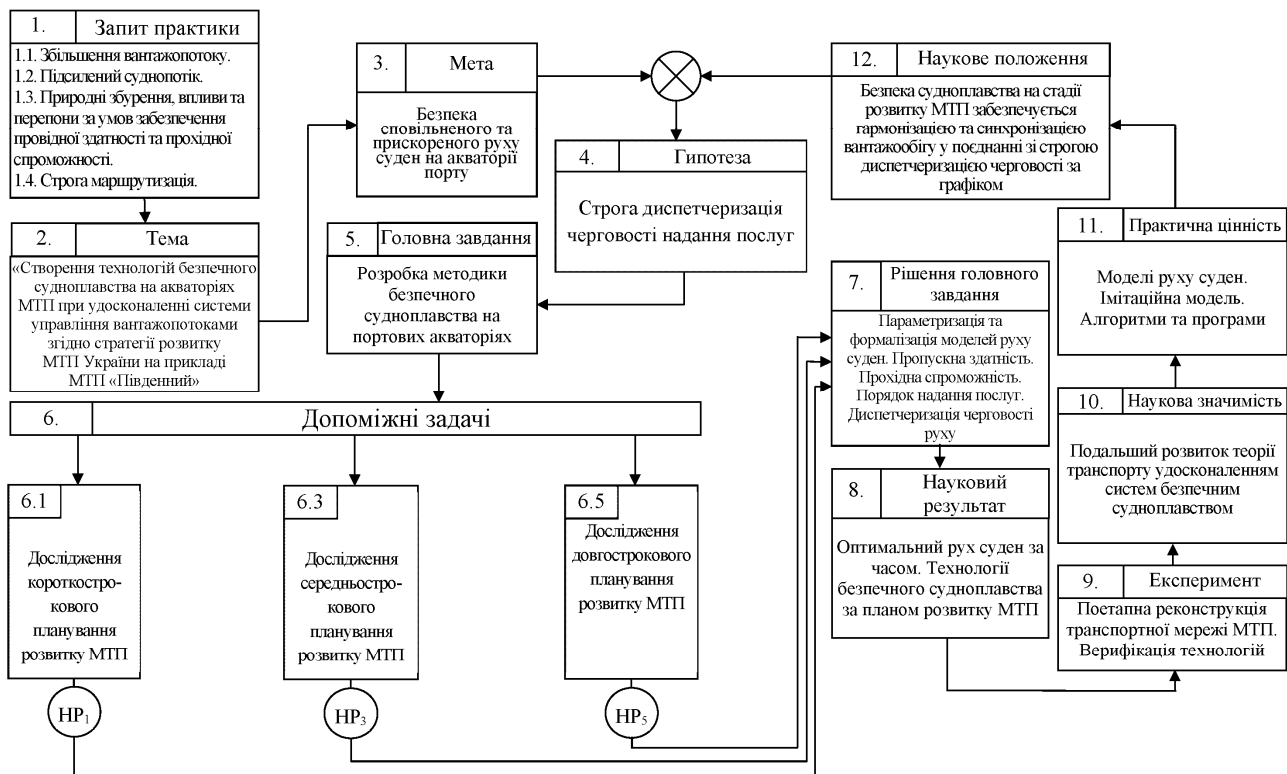 1. Запит практики
1.1. Збільшення вантажопотоку.
1.2. Підсилений суднопотік.
1.3. Природні збурення, впливи та
перепони за умов забезпечення
провідної здатності та прохідної
спроможності.
1.4. Строга маршрутизація.
2. Тема
«Створення технологій безпечного
судноплавства на акваторіях
МТП при удосконаленні системи
управління вантажопотоками
згідно стратегії розвитку
МТП України на прикладі
МТП «Південний»
3. Мета
Безпека
сповільненого та
прискореного руху
суден на акваторії
порту
4. Гипотеза
Строга диспетчеризація
черговості надання послуг
5. Головна завдання
Розробка методики
безпечного
судноплавства на
портових акваторіях
6. Допоміжні задачі
6.1
Дослідження
короткостро-
кового
планування
розвитку МТП
НР₁
6.3
Дослідження
середньостро-
кового
планування
розвитку МТП
НР₃
6.5
Дослідження
довгострокового
планування
розвитку МТП
НР₅
7. Рішення головного
завдання
Параметризація та
формалізація моделей руху
суден. Пропускна здатність.
Прохідна спроможність.
Порядок надання послуг.
Диспетчеризація черговості
руху
8. Науковий
результат
Оптимальний рух суден за
часом. Технології
безпечного судноплавства
за планом розвитку МТП
9. Експеримент
Поетапна реконструкція
транспортної мережі МТП.
Верифікація технологій
10. Наукова значимість
Подальший розвиток теорії
транспорту удосконаленням
систем безпечним
судноплавством
11. Практична цінність
Моделі руху суден.
Імітаційна модель.
Алгоритми та програми
12. Наукове положення
Безпека судноплавства на стадії
розвитку МТП забезпечується
гармонізацією та синхронізацією
вантажообігу у поєднанні зі строгою
диспетчеризацією черговості за
графіком